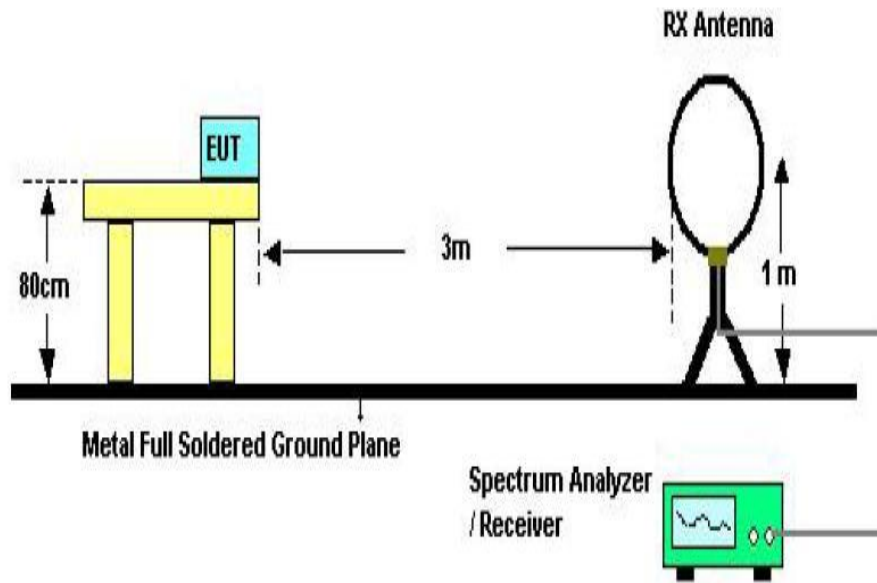 RX Antenna
EUT
3m
80cm
1 m
Metal Full Soldered Ground Plane
Spectrum Analyzer
/ Receiver